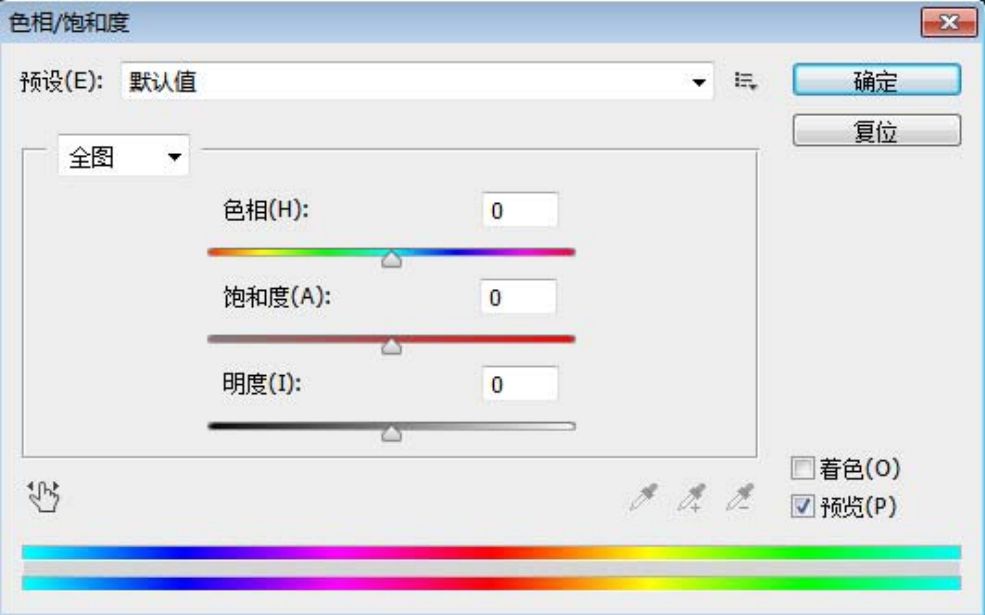 色相/饱和度
预设(E): 默认值
确定
复位
全图
色相(H): 0
饱和度(A): 0
明度(I): 0
着色(O)
预览(P)